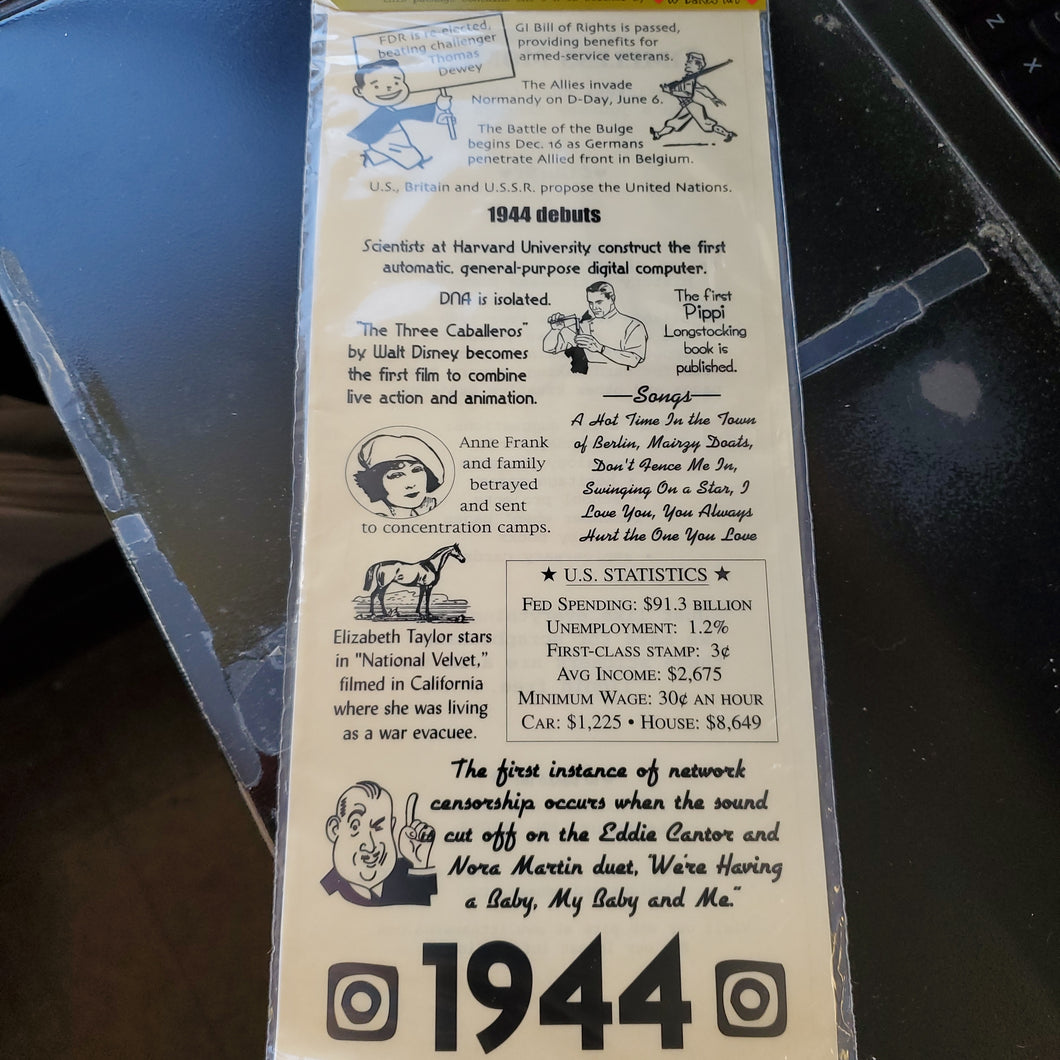 FDR is re-elected,
beating challenger
Thomas
Dewey
GI Bill of Rights is passed,
providing benefits for
armed-service veterans.
The Allies invade
Normandy on D-Day, June 6.
The Battle of the Bulge
begins Dec. 16 as Germans
penetrate Allied front in Belgium.
U.S., Britain and U.S.S.R. propose the United Nations.
1944 debuts
Scientists at Harvard University construct the first
automatic, general-purpose digital computer.
DNA is isolated.
"The Three Caballeros"
by Walt Disney becomes
the first film to combine
live action and animation.
The first
Pippi
Longstocking
book is
published.
Songs
A Hot Time In the Town
of Berlin, Mairzy Doats,
Don't Fence Me In,
Swinging On a Star, I
Love You, You Always
Hurt the One You Love
Anne Frank
and family
betrayed
and sent
to concentration camps.
Elizabeth Taylor stars
in "National Velvet,"
filmed in California
where she was living
as a war evacuee.
★ U.S. STATISTICS ★
FED SPENDING: $91.3 BILLION
UNEMPLOYMENT: 1.2%
FIRST-CLASS STAMP: 3¢
AVG INCOME: $2,675
MINIMUM WAGE: 30¢ AN HOUR
CAR: $1,225 • HOUSE: $8,649
The first instance of network
censorship occurs when the sound
is cut off on the Eddie Cantor and
Nora Martin duet, "We're Having
a Baby, My Baby and Me."
1944
Z
X